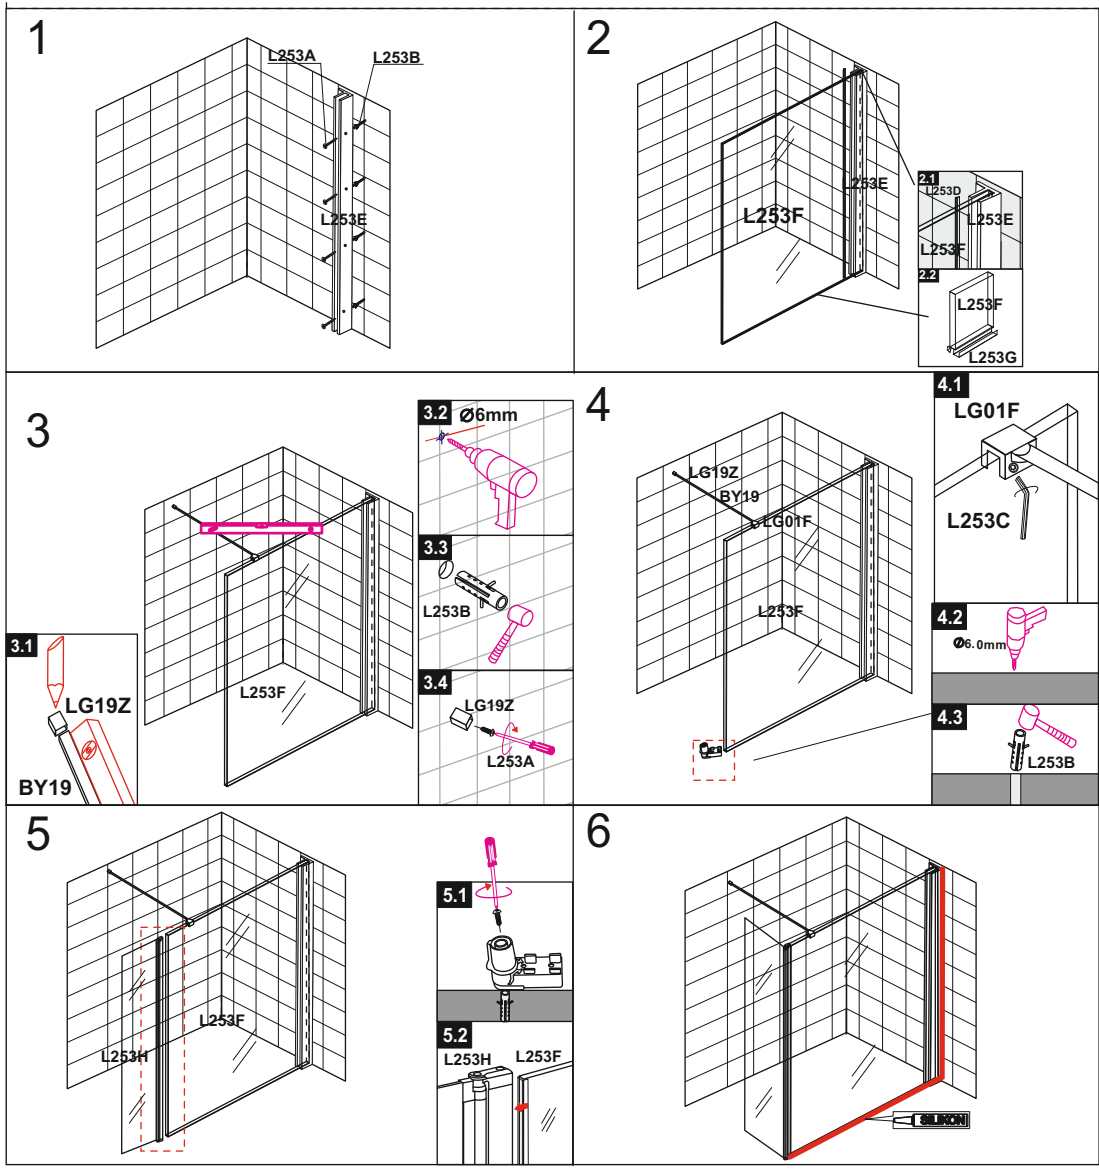 1
L253A
L253B
L253E
2
L253E
L253F
2.1
L253D
L253E
L253F
2.2
L253F
L253G
3
L253F
3.1
LG19Z
BY19
3.2 Ø6mm
3.3
L253B
3.4
LG19Z
L253A
4
LG19Z
BY19
LG01F
L253F
4.1
LG01F
L253C
4.2
Ø6.0mm
4.3
L253B
5
L253F
L253H
5.1
5.2
L253H
L253F
6
SILIKON